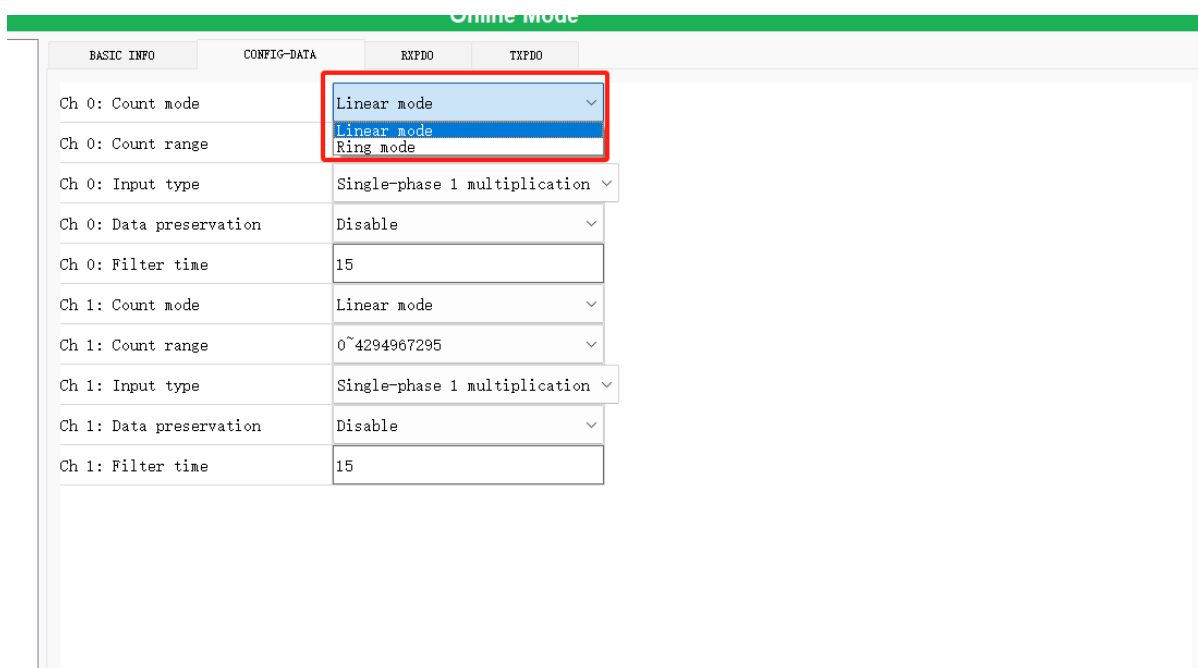 Online Mode
BASIC INFO CONFIG-DATA RXPDO TXPDO
Ch 0: Count mode Linear mode
Linear mode
Ch 0: Count range
Ring mode
Ch 0: Input type Single-phase 1 multiplication
Ch 0: Data preservation Disable
Ch 0: Filter time 15
Ch 1: Count mode Linear mode
Ch 1: Count range 0~4294967295
Ch 1: Input type Single-phase 1 multiplication
Ch 1: Data preservation Disable
Ch 1: Filter time 15